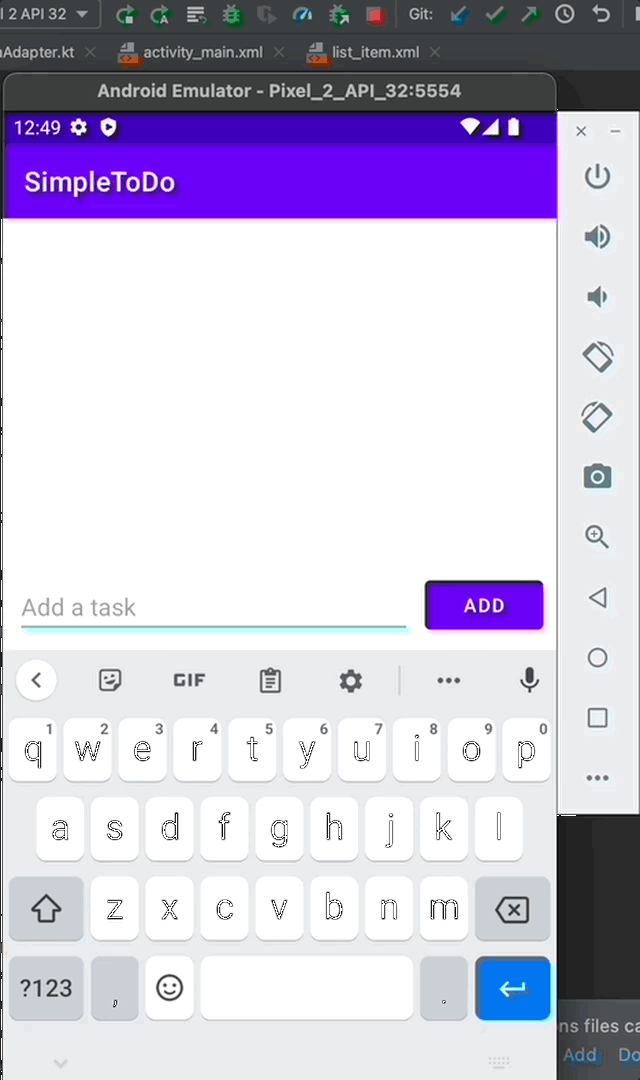 l 2 API 32 Git:
Adapter.kt activity_main.xml list_item.xml
Android Emulator - Pixel_2_API_32:5554
12:49
SimpleToDo
Add a task ADD
GIF
q 1 w 2 e 3 r 4 t 5 y 6 u 7 i 8 o 9 p 0
a s d f g h j k l
z x c v b n m
?123 , .
ns files ca
Add Do